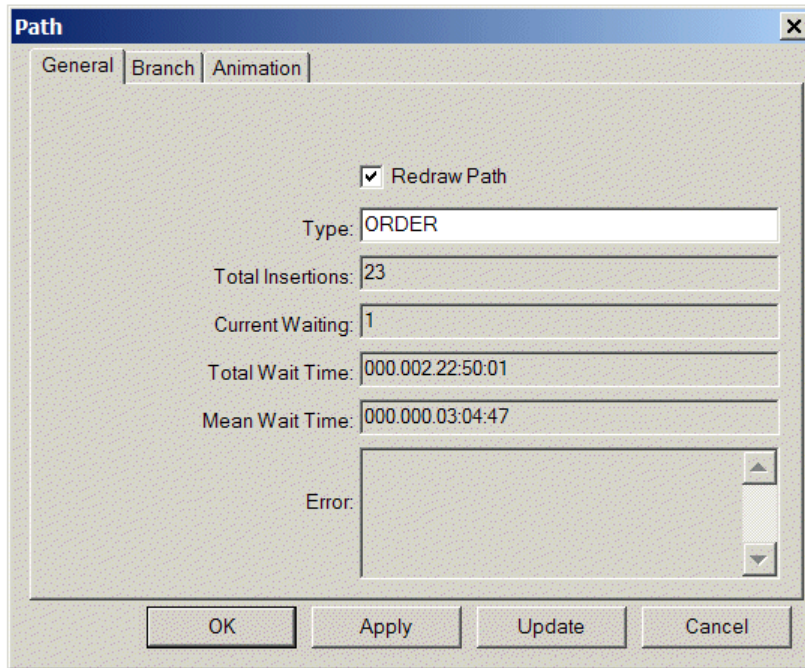 Path
General Branch Animation
Redraw Path
Type: ORDER
Total Insertions: 23
Current Waiting: 1
Total Wait Time: 000.002.22:50:01
Mean Wait Time: 000.000.03:04:47
Error:
OK Apply Update Cancel